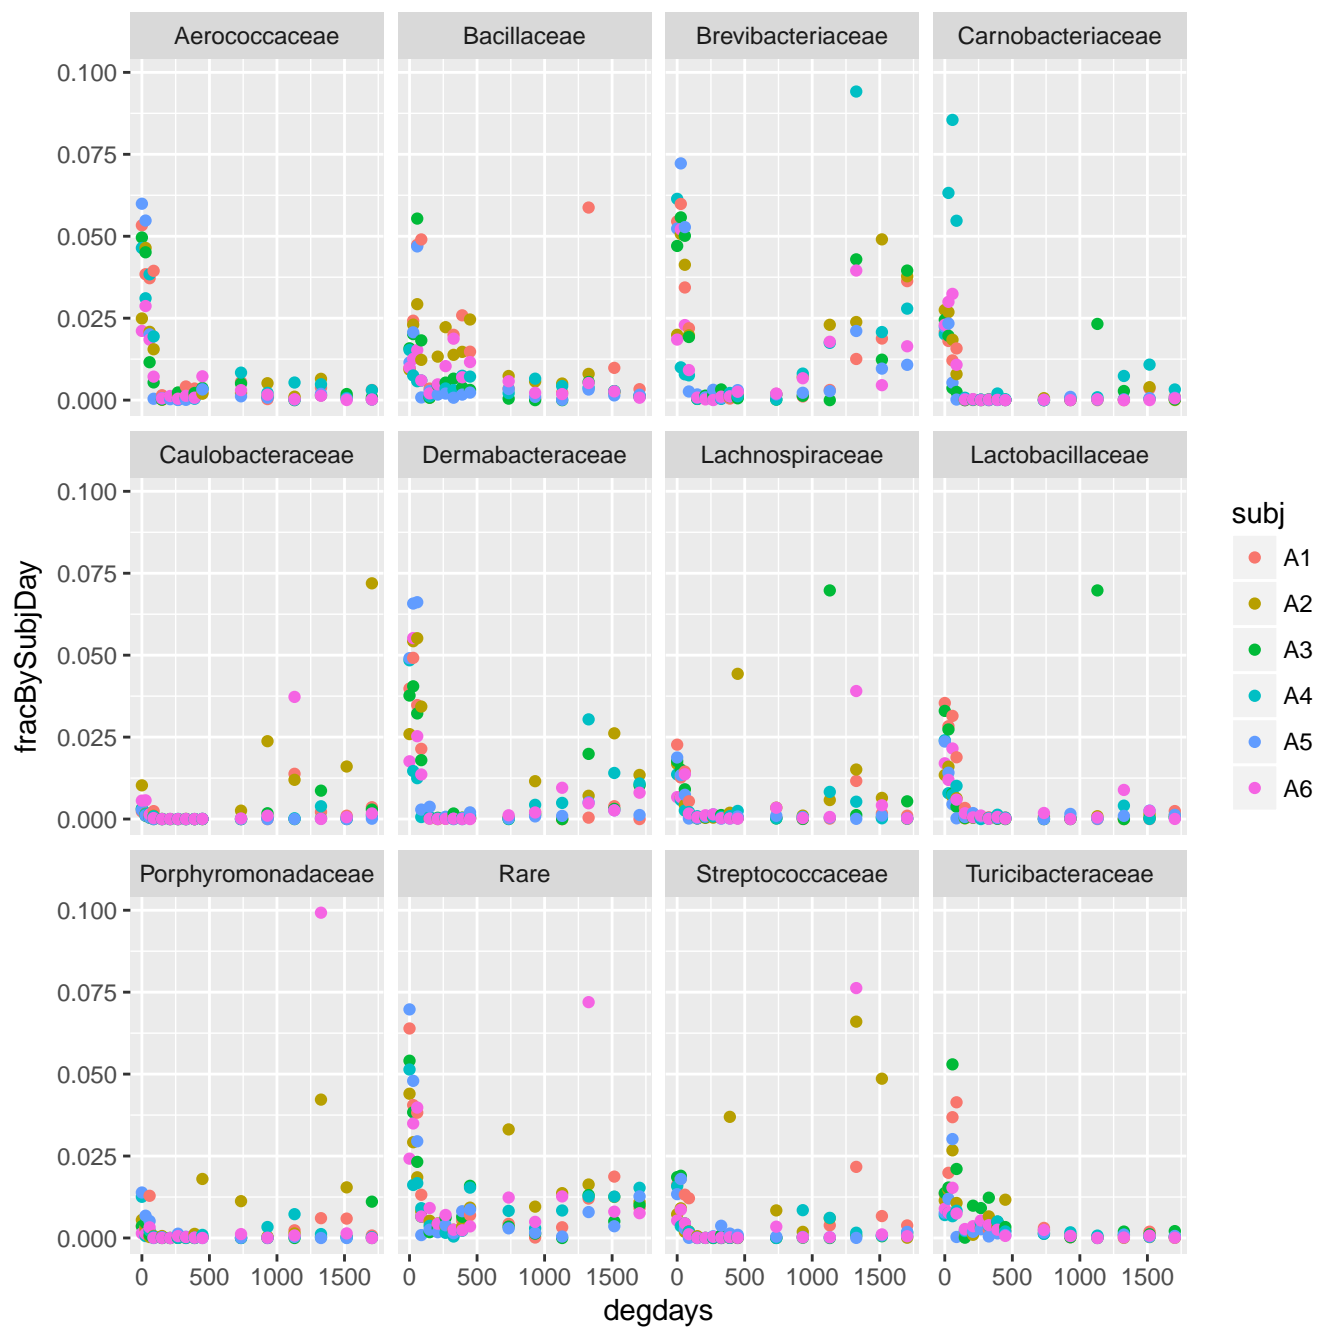 Aerococcaceae Bacillaceae Brevibacteriaceae Carnobacteriaceae
0.100
0.075
0.050
0.025
0.000
Caulobacteraceae Dermabacteraceae Lachnospiraceae Lactobacillaceae
0.100
0.075
0.050
0.025
0.000
Porphyromonadaceae Rare Streptococcaceae Turicibacteraceae
0.100
0.075
0.050
0.025
0.000
0 500 1000 1500 0 500 1000 1500 0 500 1000 1500 0 500 1000 1500
degdays
fracBySubjDay
subj
A1
A2
A3
A4
A5
A6